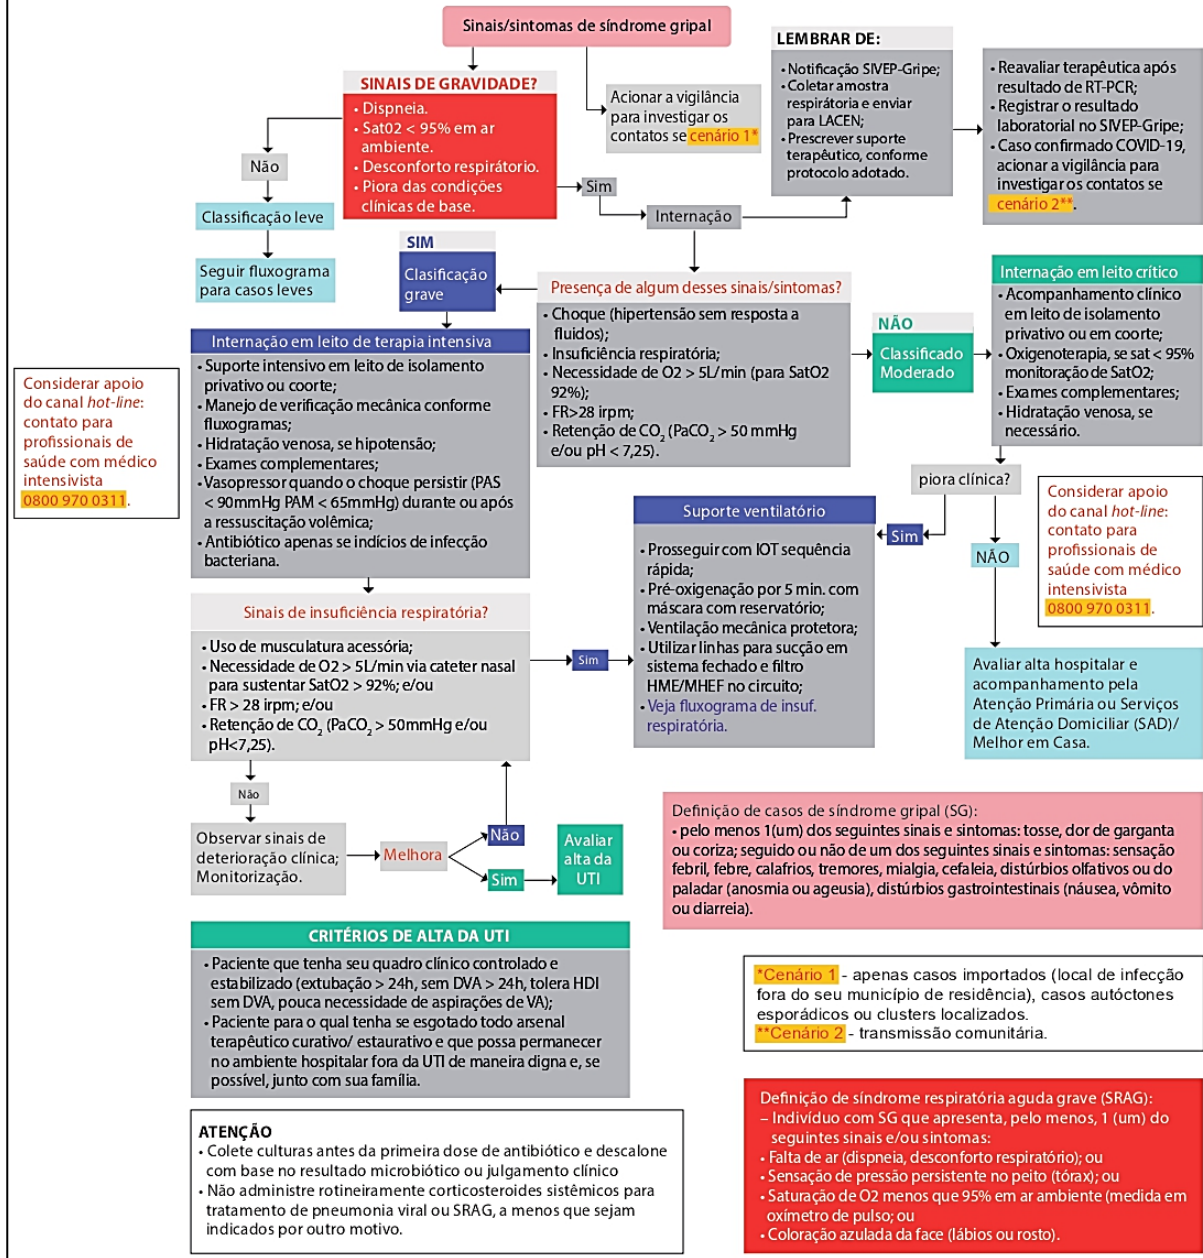 Sinais/sintomas de síndrome gripal
SINAIS DE GRAVIDADE?
• Dispneia.
• Sat02 < 95% em ar
ambiente.
• Desconforto respirátorio.
• Piora das condições
clínicas de base.
Acionar a vigilância
para investigar os
contatos se cenário 1*
LEMBRAR DE:
• Notificação SIVEP-Gripe;
• Coletar amostra
respirátória e enviar
para LACEN;
• Prescrever suporte
terapêutico, conforme
protocolo adotado.
• Reavaliar terapêutica após
resultado de RT-PCR;
• Registrar o resultado
laboratorial no SIVEP-Gripe;
• Caso confirmado COVID-19,
acionar a vigilância para
investigar os contatos se
cenário 2**.
Não
Classificação leve
Seguir fluxograma
para casos leves
Sim
Internação
SIM
Clasificação
grave
Presença de algum desses sinais/sintomas?
• Choque (hipertensão sem resposta a
fluidos);
• Insuficiência respiratória;
• Necessidade de O2 > 5L/min (para SatO2
92%);
• FR>28 irpm;
• Retenção de CO2 (PaCO2 > 50 mmHg
e/ou pH < 7,25).
NÃO
Classificado
Moderado
Internação em leito crítico
• Acompanhamento clínico
em leito de isolamento
privativo ou em coorte;
• Oxigenoterapia, se sat < 95%
monitoração de SatO2;
• Exames complementares;
• Hidratação venosa, se
necessário.
Considerar apoio
do canal hot-line:
contato para
profissionais de
saúde com médico
intensivista
0800 970 0311.
Internação em leito de terapia intensiva
• Suporte intensivo em leito de isolamento
privativo ou coorte;
• Manejo de verificação mecânica conforme
fluxogramas;
• Hidratação venosa, se hipotensão;
• Exames complementares;
• Vasopressor quando o choque persistir (PAS
< 90mmHg PAM < 65mmHg) durante ou após
a ressuscitação volêmica;
• Antibiótico apenas se indícios de infecção
bacteriana.
piora clínica?
Sim
NÃO
Considerar apoio
do canal hot-line:
contato para
profissionais de
saúde com médico
intensivista
0800 970 0311.
Suporte ventilatório
• Prosseguir com IOT sequência
rápida;
• Pré-oxigenação por 5 min. com
máscara com reservatório;
• Ventilação mecânica protetora;
• Utilizar linhas para sucção em
sistema fechado e filtro
HME/MHEF no circuito;
• Veja fluxograma de insuf.
respiratória.
Sinais de insuficiência respiratória?
• Uso de musculatura acessória;
• Necessidade de O2 > 5L/min via cateter nasal
para sustentar SatO2 > 92%; e/ou
• FR > 28 irpm; e/ou
• Retenção de CO2 (PaCO2 > 50mmHg e/ou
pH<7,25).
Sim
Avaliar alta hospitalar e
acompanhamento pela
Atenção Primária ou Serviços
de Atenção Domiciliar (SAD)/
Melhor em Casa.
Não
Observar sinais de
deterioração clínica;
Monitorização.
Melhora
Não
Sim
Avaliar
alta da
UTI
Definição de casos de síndrome gripal (SG):
• pelo menos 1(um) dos seguintes sinais e sintomas: tosse, dor de garganta
ou coriza; seguido ou não de um dos seguintes sinais e sintomas: sensação
febril, febre, calafrios, tremores, mialgia, cefaleia, distúrbios olfativos ou do
paladar (anosmia ou ageusia), distúrbios gastrointestinais (náusea, vômito
ou diarreia).
CRITÉRIOS DE ALTA DA UTI
• Paciente que tenha seu quadro clínico controlado e
estabilizado (extubação > 24h, sem DVA > 24h, tolera HDI
sem DVA, pouca necessidade de aspirações de VA);
• Paciente para o qual tenha se esgotado todo arsenal
terapêutico curativo/ estaurativo e que possa permanecer
no ambiente hospitalar fora da UTI de maneira digna e, se
possível, junto com sua família.
*Cenário 1 - apenas casos importados (local de infecção
fora do seu município de residência), casos autóctones
esporádicos ou clusters localizados.
**Cenário 2 - transmissão comunitária.
ATENÇÃO
• Colete culturas antes da primeira dose de antibiótico e descalone
com base no resultado microbiótico ou julgamento clínico
• Não administre rotineiramente corticosteroides sistêmicos para
tratamento de pneumonia viral ou SRAG, a menos que sejam
indicados por outro motivo.
Definição de síndrome respiratória aguda grave (SRAG):
– Indivíduo com SG que apresenta, pelo menos, 1 (um) do
seguintes sinais e/ou sintomas:
• Falta de ar (dispneia, desconforto respiratório); ou
• Sensação de pressão persistente no peito (tórax); ou
• Saturação de O2 menos que 95% em ar ambiente (medida em
oxímetro de pulso; ou
• Coloração azulada da face (lábios ou rosto).